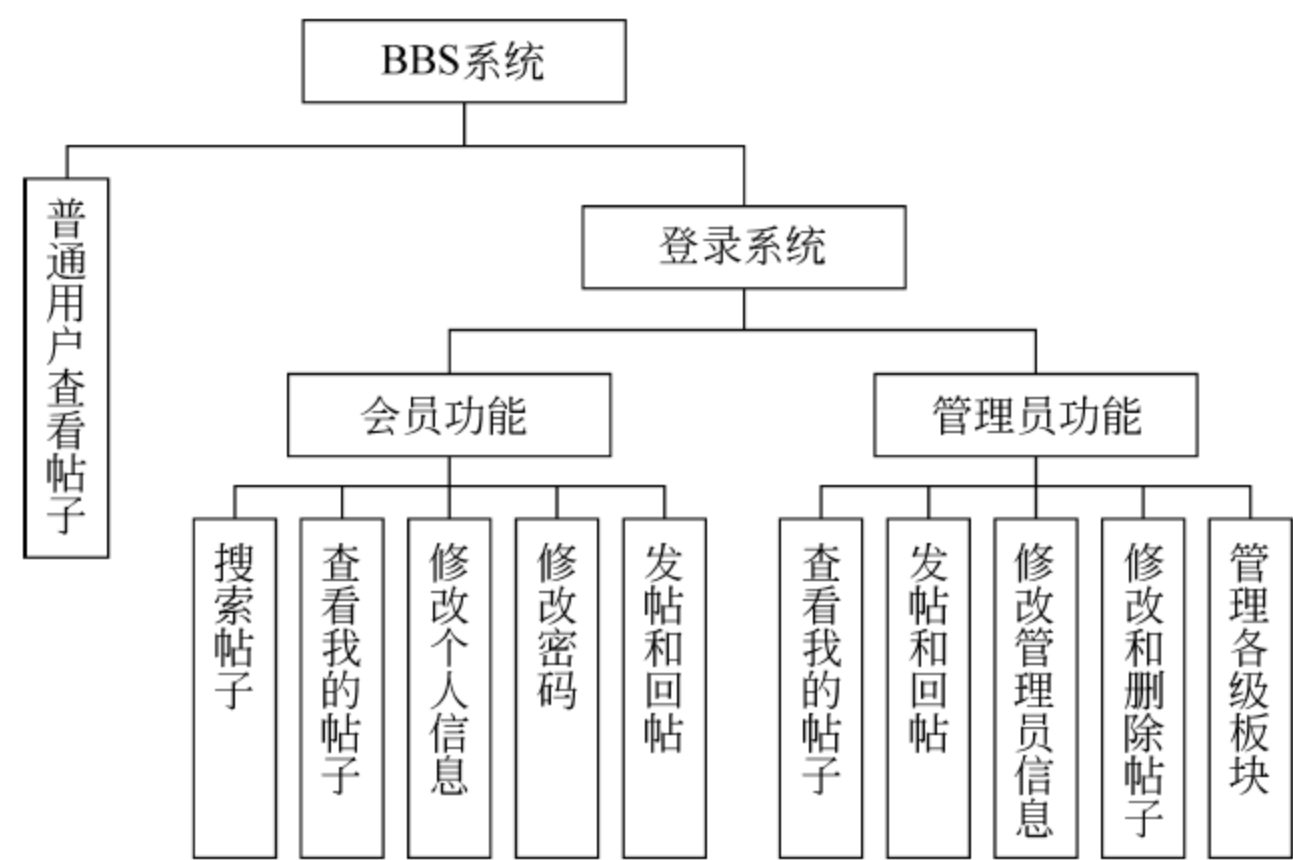 BBS系统
普通用户查看帖子
登录系统
会员功能
管理员功能
搜索帖子
查看我的帖子
修改个人信息
修改密码
发帖和回帖
查看我的帖子
发帖和回帖
修改管理员信息
修改和删除帖子
管理各级板块